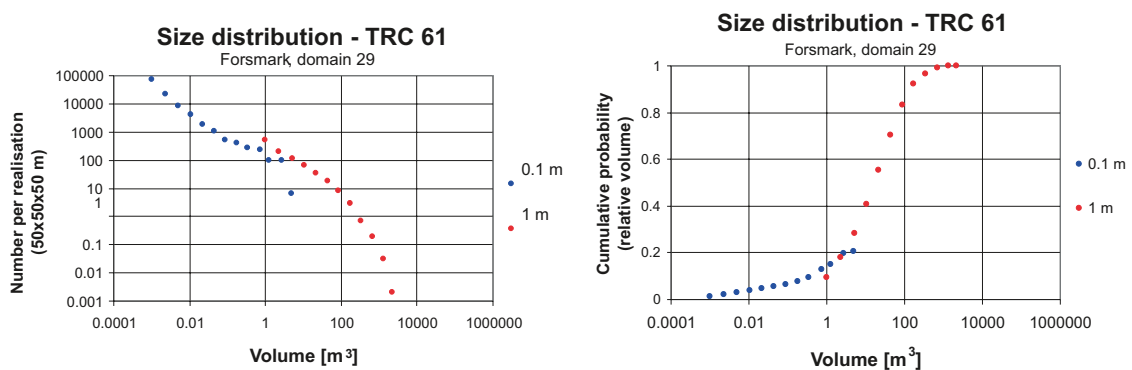 Size distribution - TRC 61
Forsmark, domain 29
Number per realisation
(50x50x50 m)
100000
10000
1000
100
10
1
0.1
0.01
0.001
0.0001
0.01
1
100
10000
1000000
Volume [m3]
0.1 m
1 m
Size distribution - TRC 61
Forsmark, domain 29
Cumulative probability
(relative volume)
1
0.8
0.6
0.4
0.2
0
0.0001
0.01
1
100
10000
1000000
Volume [m3]
0.1 m
1 m